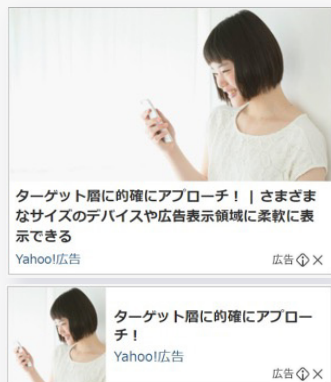 ターゲット層に的確にアプローチ！ | さまざま
なサイズのデバイスや広告表示領域に柔軟に表
示できる
Yahoo!広告
広告
ターゲット層に的確にアプロー
チ！
Yahoo!広告
広告